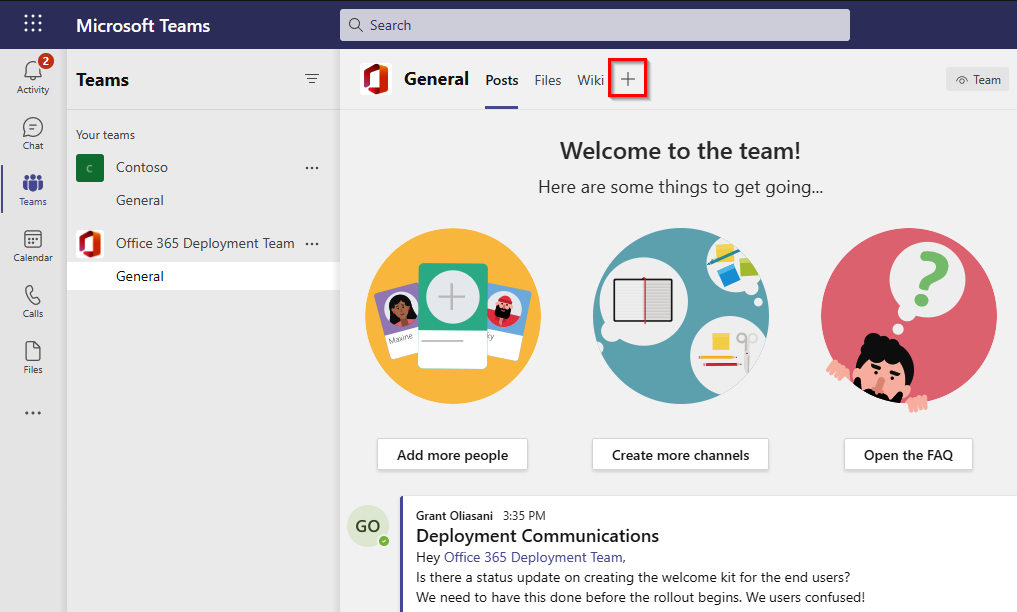 Microsoft Teams
Search
2
Activity
Chat
Teams
Calendar
Calls
Files
Teams
Your teams
C
Contoso
General
Office 365 Deployment Team
General
General
Posts
Files
Wiki
Team
Welcome to the team!
Here are some things to get going...
Maxine
ky
Add more people
Create more channels
Open the FAQ
GO
Grant Oliasani 3:35 PM
Deployment Communications
Hey Office 365 Deployment Team,
Is there a status update on creating the welcome kit for the end users?
We need to have this done before the rollout begins. We users confused!